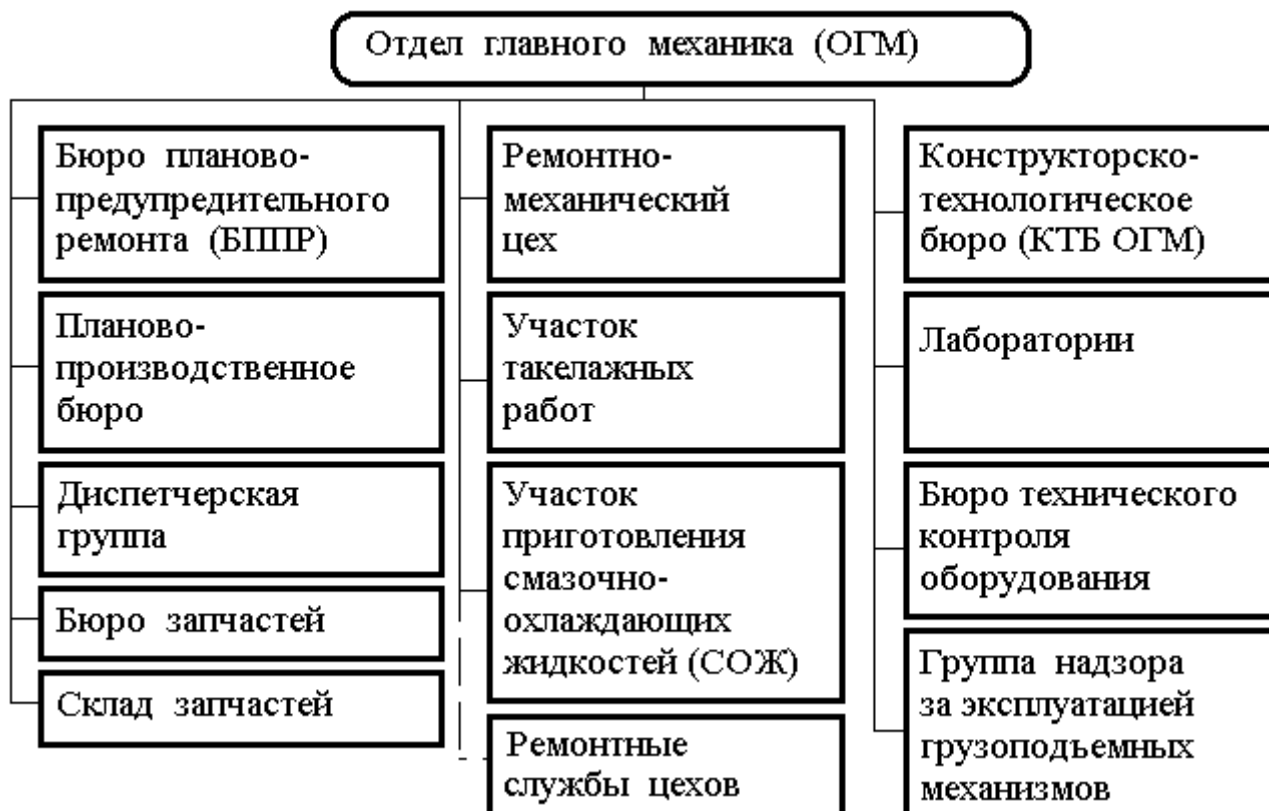 Отдел главного механика (ОГМ)
Бюро планово-
предупредительного
ремонта (БППР)
Планово-
производственное
бюро
Диспетчерская
группа
Бюро запчастей
Склад запчастей
Ремонтно-
механический
цех
Участок
такелажных
работ
Участок
приготовления
смазочно-
охлаждающих
жидкостей (СОЖ)
Ремонтные
службы цехов
Конструкторско-
технологическое
бюро (КТБ ОГМ)
Лаборатории
Бюро технического
контроля
оборудования
Группа надзора
за эксплуатацией
грузоподьемных
механизмов